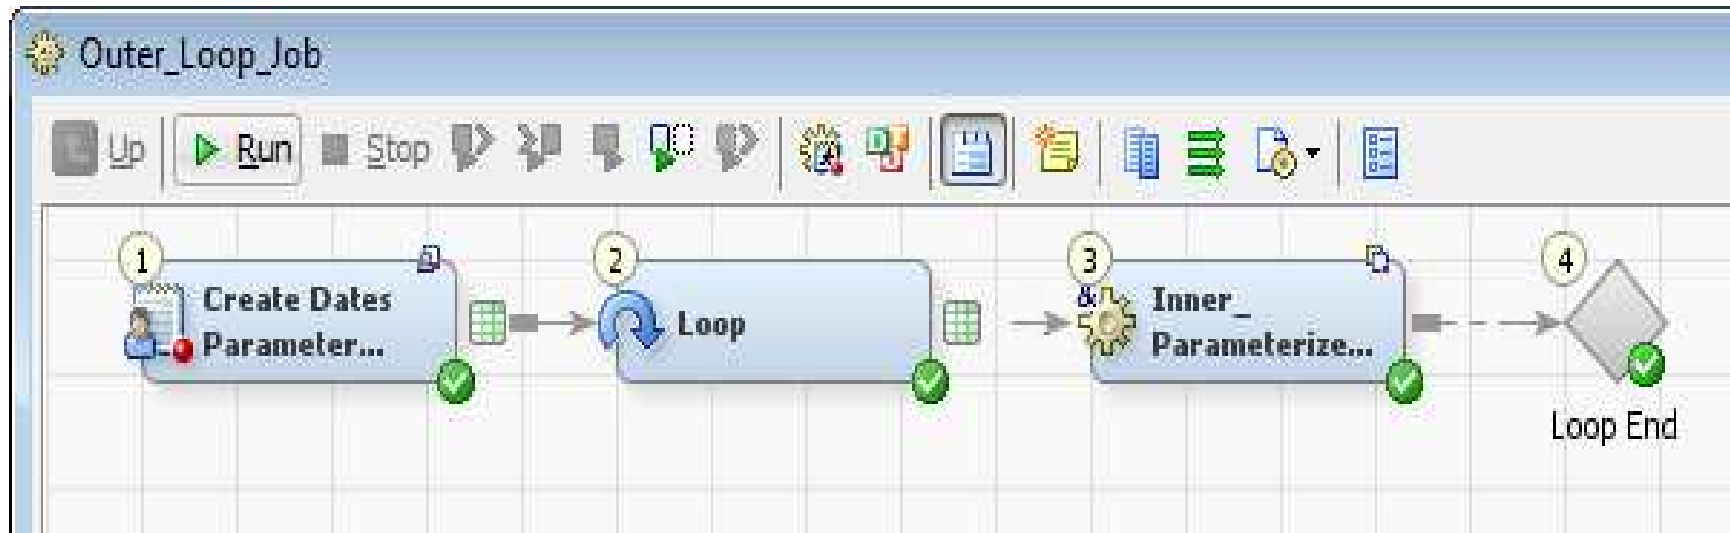 Outer_Loop_Job
Up Run Stop
1
Create Dates
Parameter...
2
Loop
3
&
Inner_
Parameterize...
4
Loop End